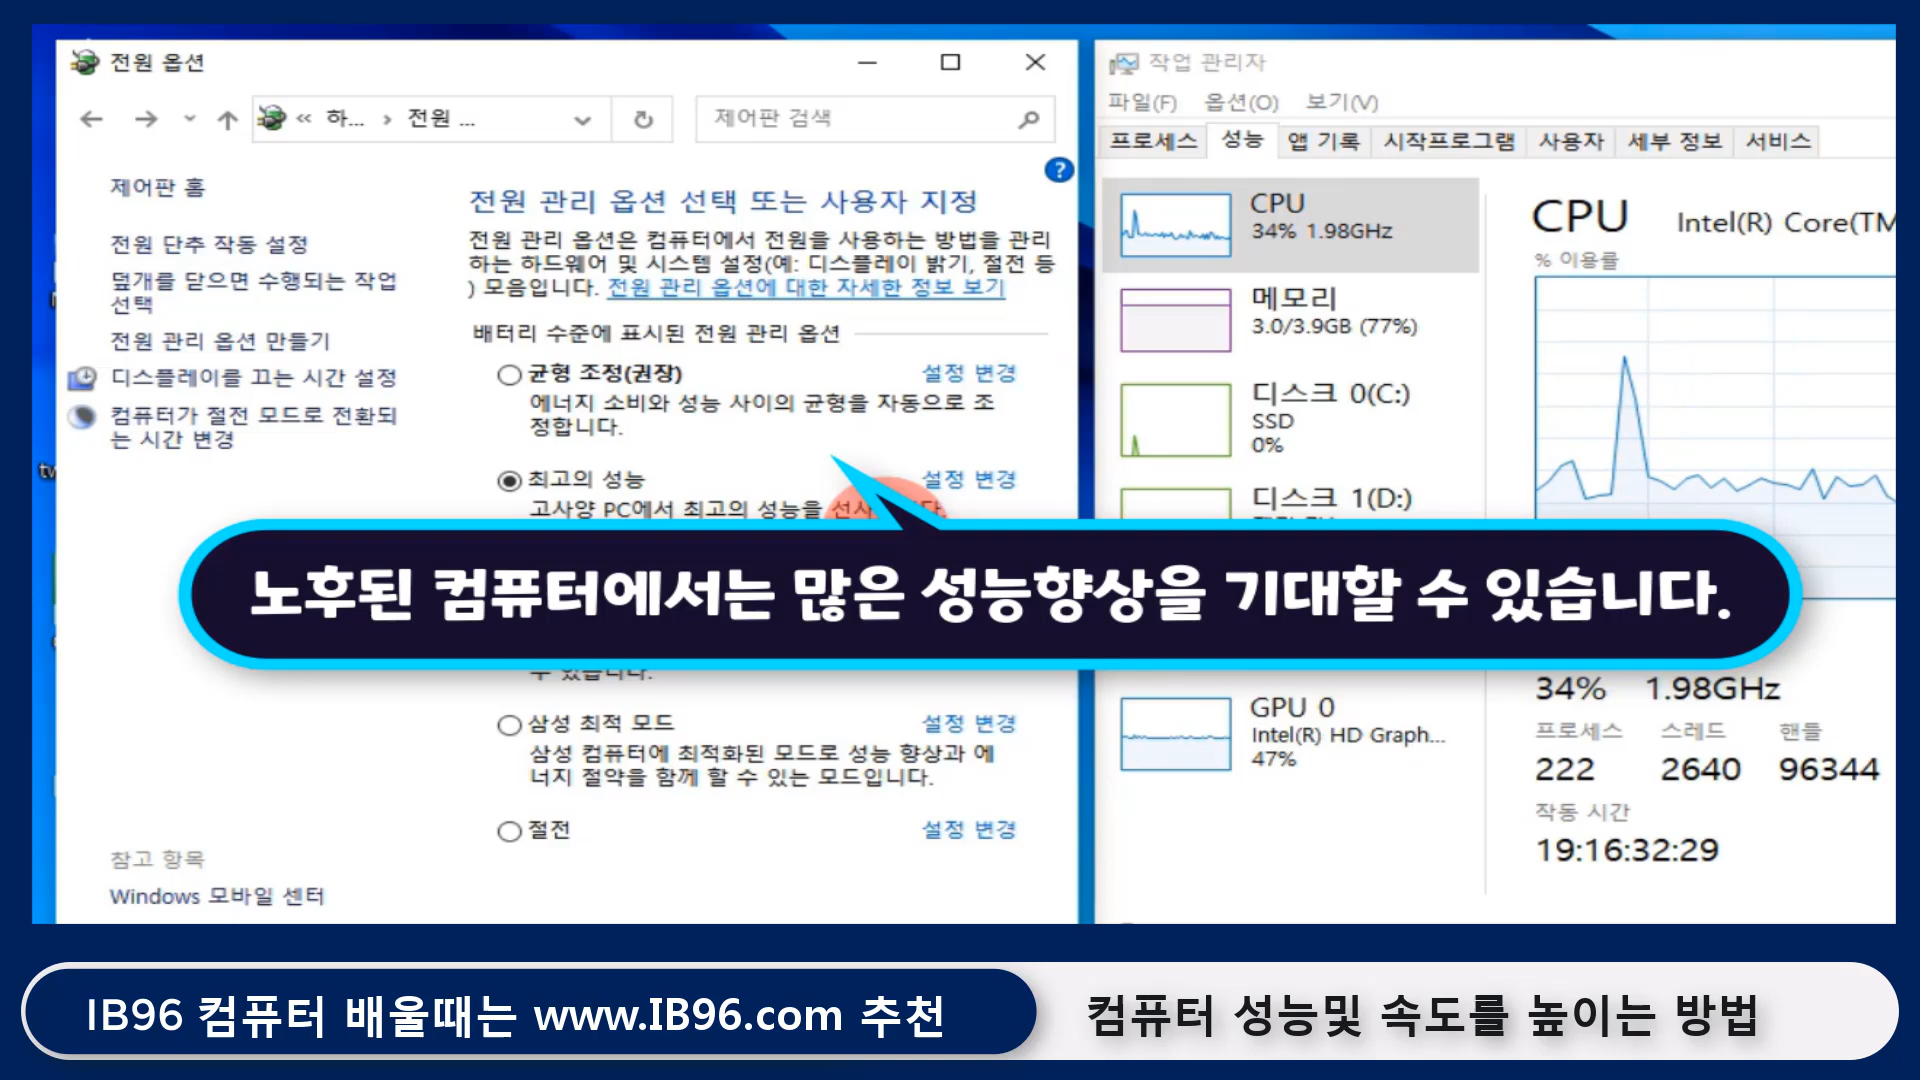 전원 옵션
« 하... › 전원 ...
제어판 검색
제어판 홈
전원 단추 작동 설정
덮개를 닫으면 수행되는 작업
선택
전원 관리 옵션 만들기
디스플레이를 끄는 시간 설정
컴퓨터가 절전 모드로 전환되
는 시간 변경
참고 항목
Windows 모바일 센터
?
전원 관리 옵션 선택 또는 사용자 지정
전원 관리 옵션은 컴퓨터에서 전원을 사용하는 방법을 관리
하는 하드웨어 및 시스템 설정(예: 디스플레이 밝기, 절전 등
) 모음입니다. 전원 관리 옵션에 대한 자세한 정보 보기
배터리 수준에 표시된 전원 관리 옵션
균형 조정(권장) 설정 변경
에너지 소비와 성능 사이의 균형을 자동으로 조
정합니다.
최고의 성능 설정 변경
고사양 PC에서 최고의 성능을
수 있습니다.
삼성 최적 모드 설정 변경
삼성 컴퓨터에 최적화된 모드로 성능 향상과 에
너지 절약을 함께 할 수 있는 모드입니다.
절전 설정 변경
작업 관리자
파일(F) 옵션(O) 보기(V)
프로세스 성능 앱 기록 시작프로그램 사용자 세부 정보 서비스
CPU
34% 1.98GHz
메모리
3.0/3.9GB (77%)
디스크 0(C:)
SSD
0%
디스크 1(D:)
GPU 0
Intel(R) HD Graph...
47%
CPU Intel(R) Core(TM
% 이용률
34% 1.98GHz
프로세스 스레드 핸들
222 2640 96344
작동 시간
19:16:32:29
노후된 컴퓨터에서는 많은 성능향상을 기대할 수 있습니다.
IB96 컴퓨터 배울때는 www.IB96.com 추천
컴퓨터 성능및 속도를 높이는 방법